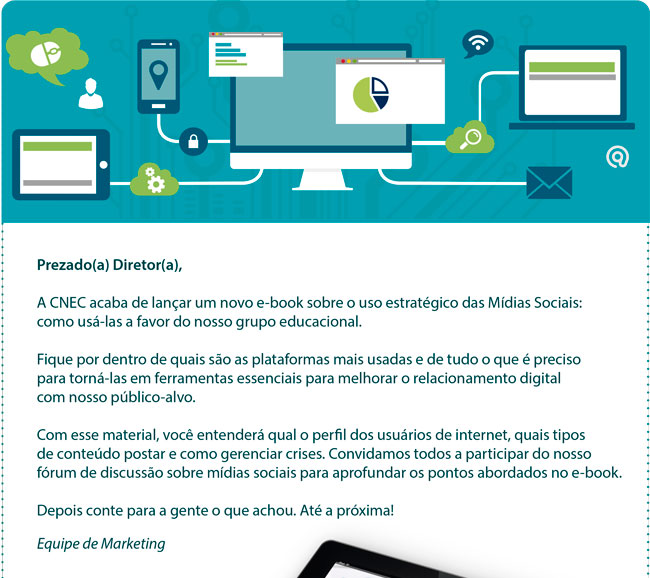 Prezado(a) Diretor(a),
A CNEC acaba de lançar um novo e-book sobre o uso estratégico das Mídias Sociais:
como usá-las a favor do nosso grupo educacional.
Fique por dentro de quais são as plataformas mais usadas e de tudo o que é preciso
para torná-las em ferramentas essenciais para melhorar o relacionamento digital
com nosso público-alvo.
Com esse material, você entenderá qual o perfil dos usuários de internet, quais tipos
de conteúdo postar e como gerenciar crises. Convidamos todos a participar do nosso
fórum de discussão sobre mídias sociais para aprofundar os pontos abordados no e-book.
Depois conte para a gente o que achou. Até a próxima!
Equipe de Marketing